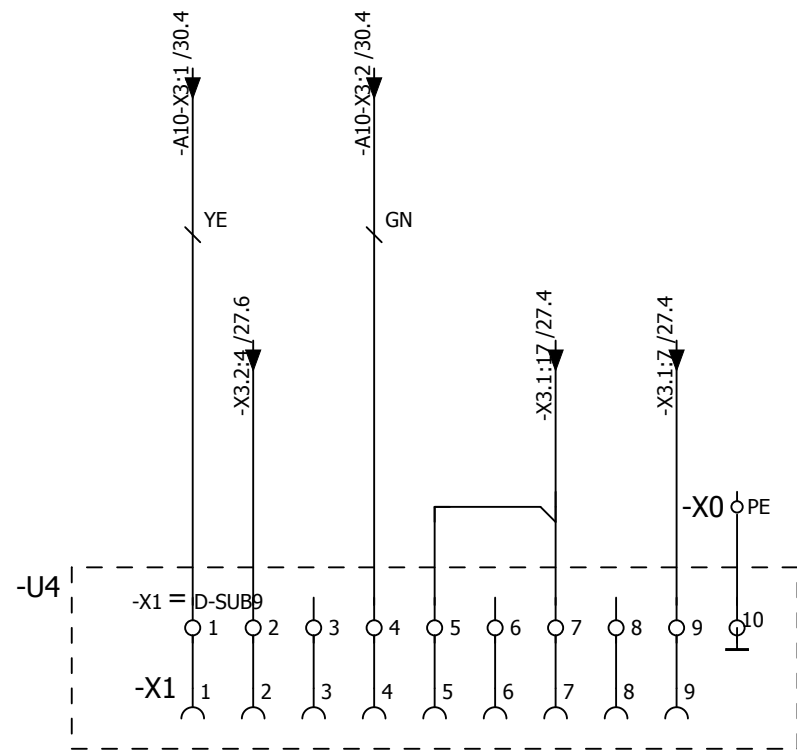 -A10-X3:1 /30.4
-A10-X3:2 /30.4
YE
GN
-X3.2:4 /27.6
-X3.1:17 /27.4
-X3.1:7 /27.4
-X0 PE
-U4
-X1 = D-SUB9
1 2 3 4 5 6 7 8 9 10
-X1 1 2 3 4 5 6 7 8 9